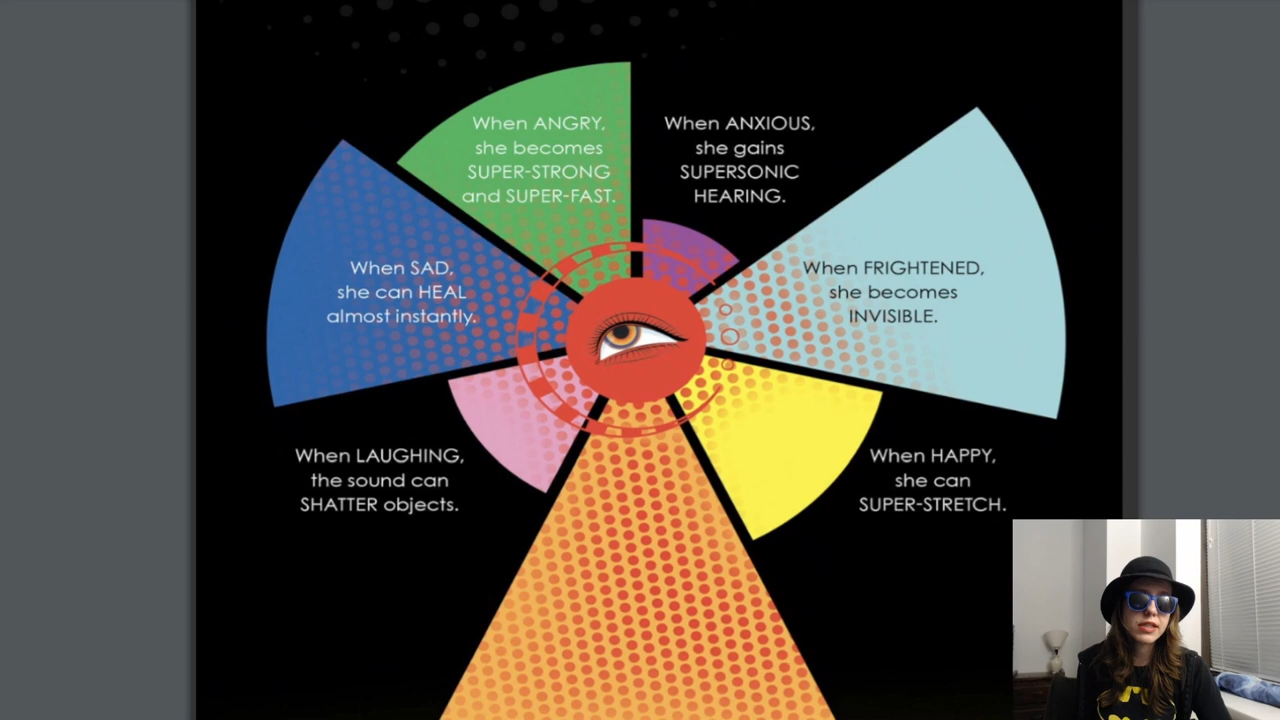 When ANGRY,
she becomes
SUPER-STRONG
and SUPER-FAST.
When ANXIOUS,
she gains
SUPERSONIC
HEARING.
When SAD,
she can HEAL
almost instantly.
When FRIGHTENED,
she becomes
INVISIBLE.
When LAUGHING,
the sound can
SHATTER objects.
When HAPPY,
she can
SUPER-STRETCH.